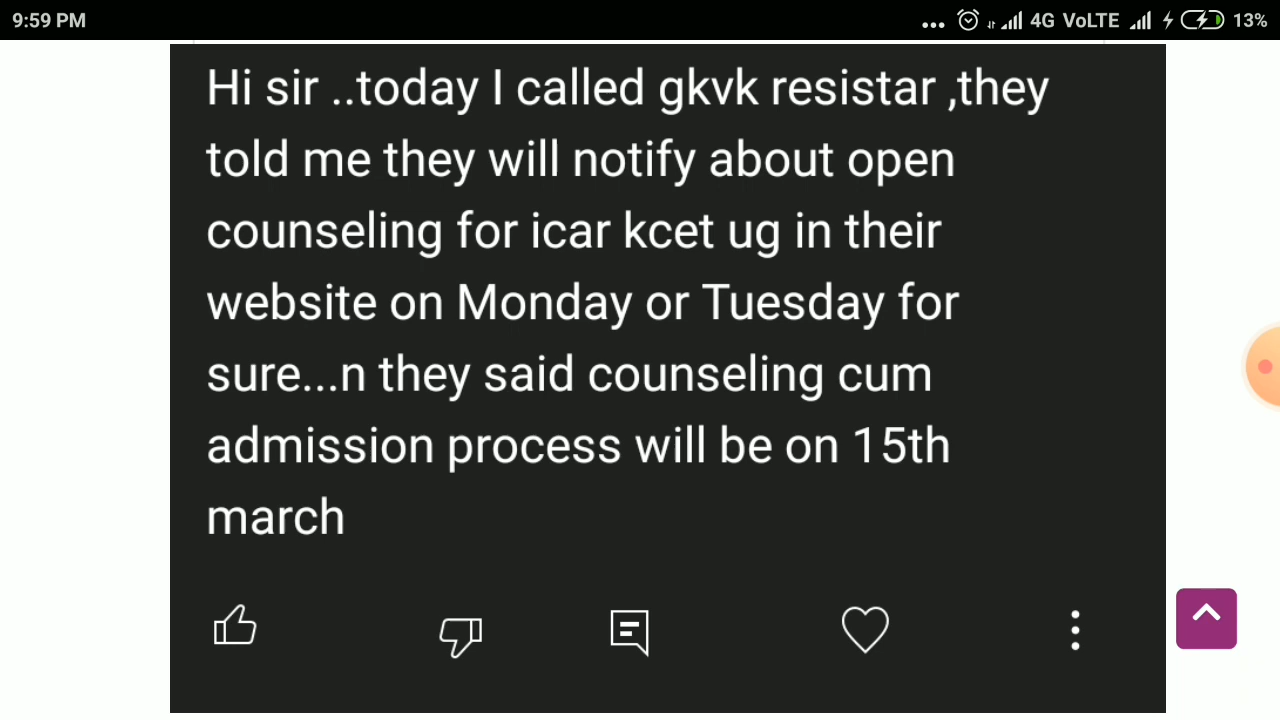 9:59 PM
... 4G VoLTE 13%
Hi sir ..today I called gkvk resistar ,they
told me they will notify about open
counseling for icar kcet ug in their
website on Monday or Tuesday for
sure...n they said counseling cum
admission process will be on 15th
march